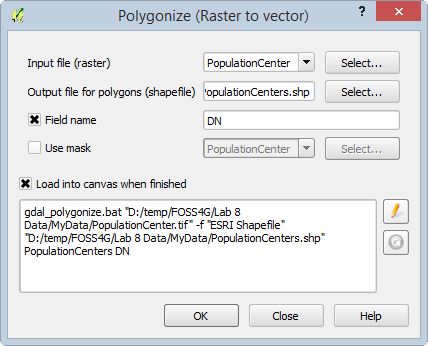 Polygonize (Raster to vector)
? ×
Input file (raster) PopulationCenter Select...
Output file for polygons (shapefile) opulationCenters.shp Select...
Field name DN
Use mask PopulationCenter Select...
Load into canvas when finished
gdal_polygonize.bat "D:/temp/FOSS4G/Lab 8
Data/MyData/PopulationCenter.tif" -f "ESRI Shapefile"
"D:/temp/FOSS4G/Lab 8 Data/MyData/PopulationCenters.shp"
PopulationCenters DN
OK Close Help